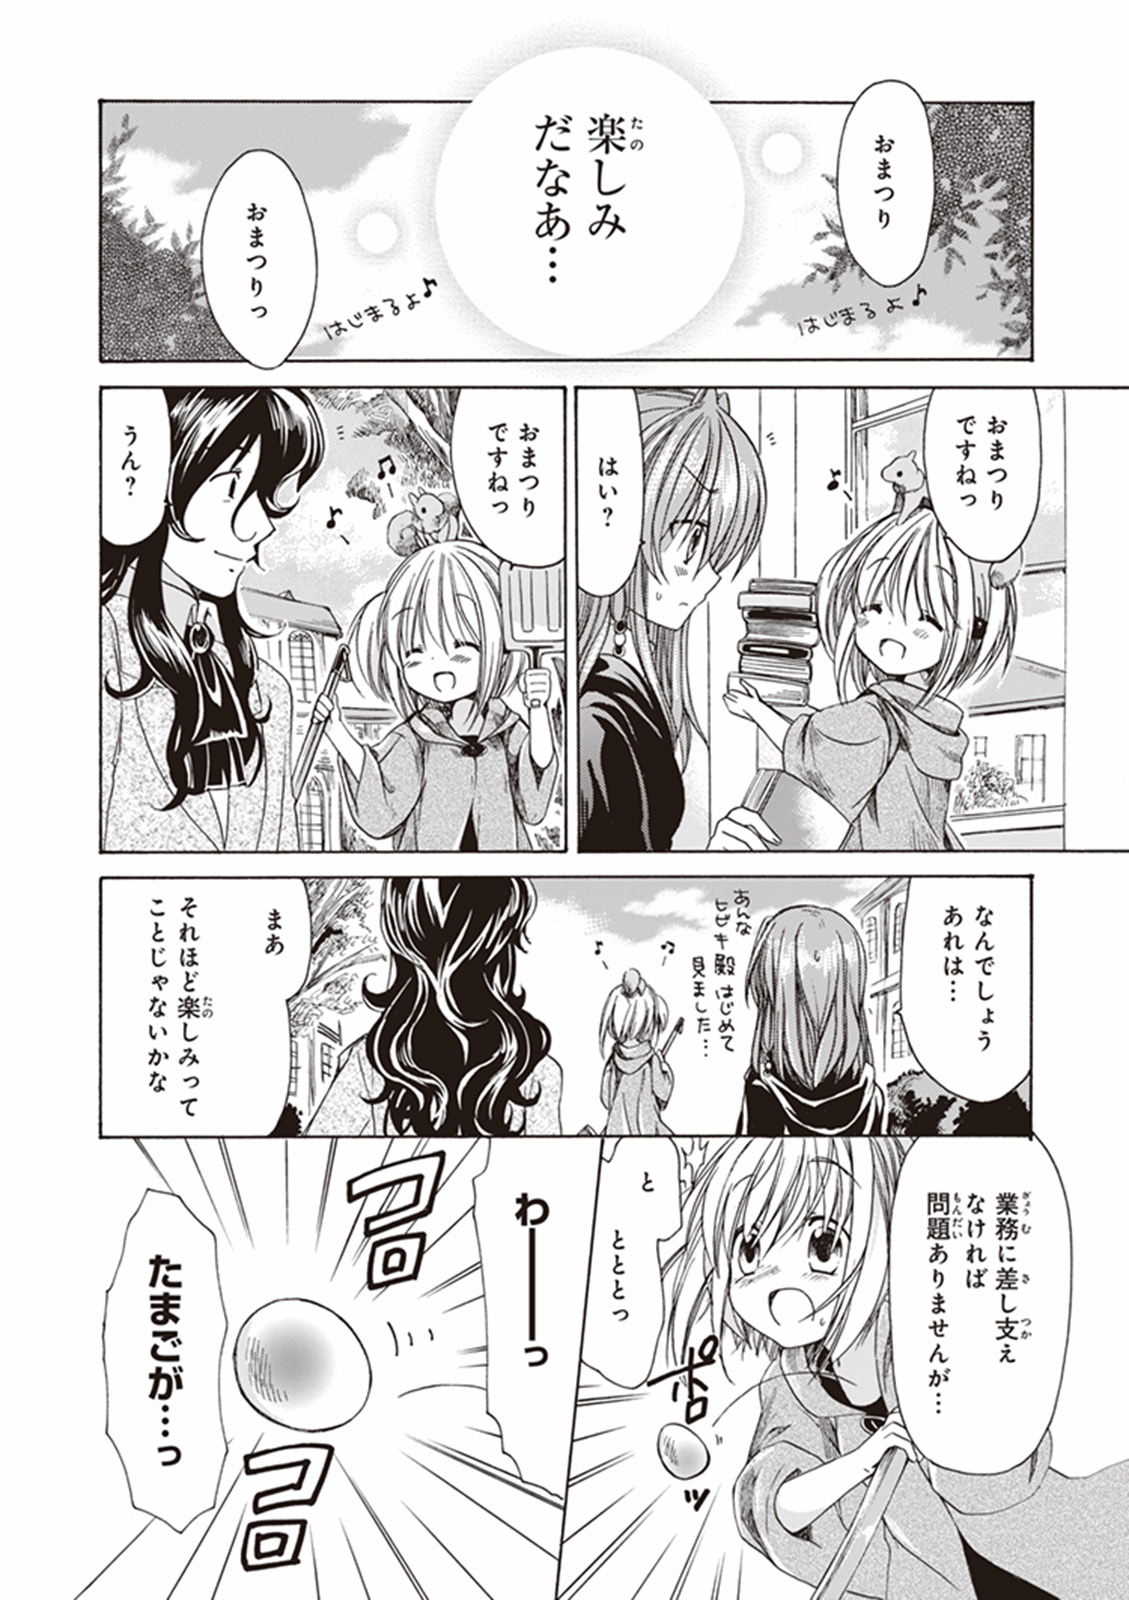 おまつり
はじまるよ♪
楽しみ
だなあ…
おまつりっ
はじまるよ♪
おまつり
ですねっ
はい？
おまつり
ですねっ
うん？
なんでしょう
あれは…
あんな
ヒビキ殿はじめて
見ました…
まあ
それほど楽しみって
ことじゃないかな
業務に差し支え
なければ
問題ありませんが…
と
とととっ
ポロッ
わーーっ
コロ
コロ
たまごが…っ